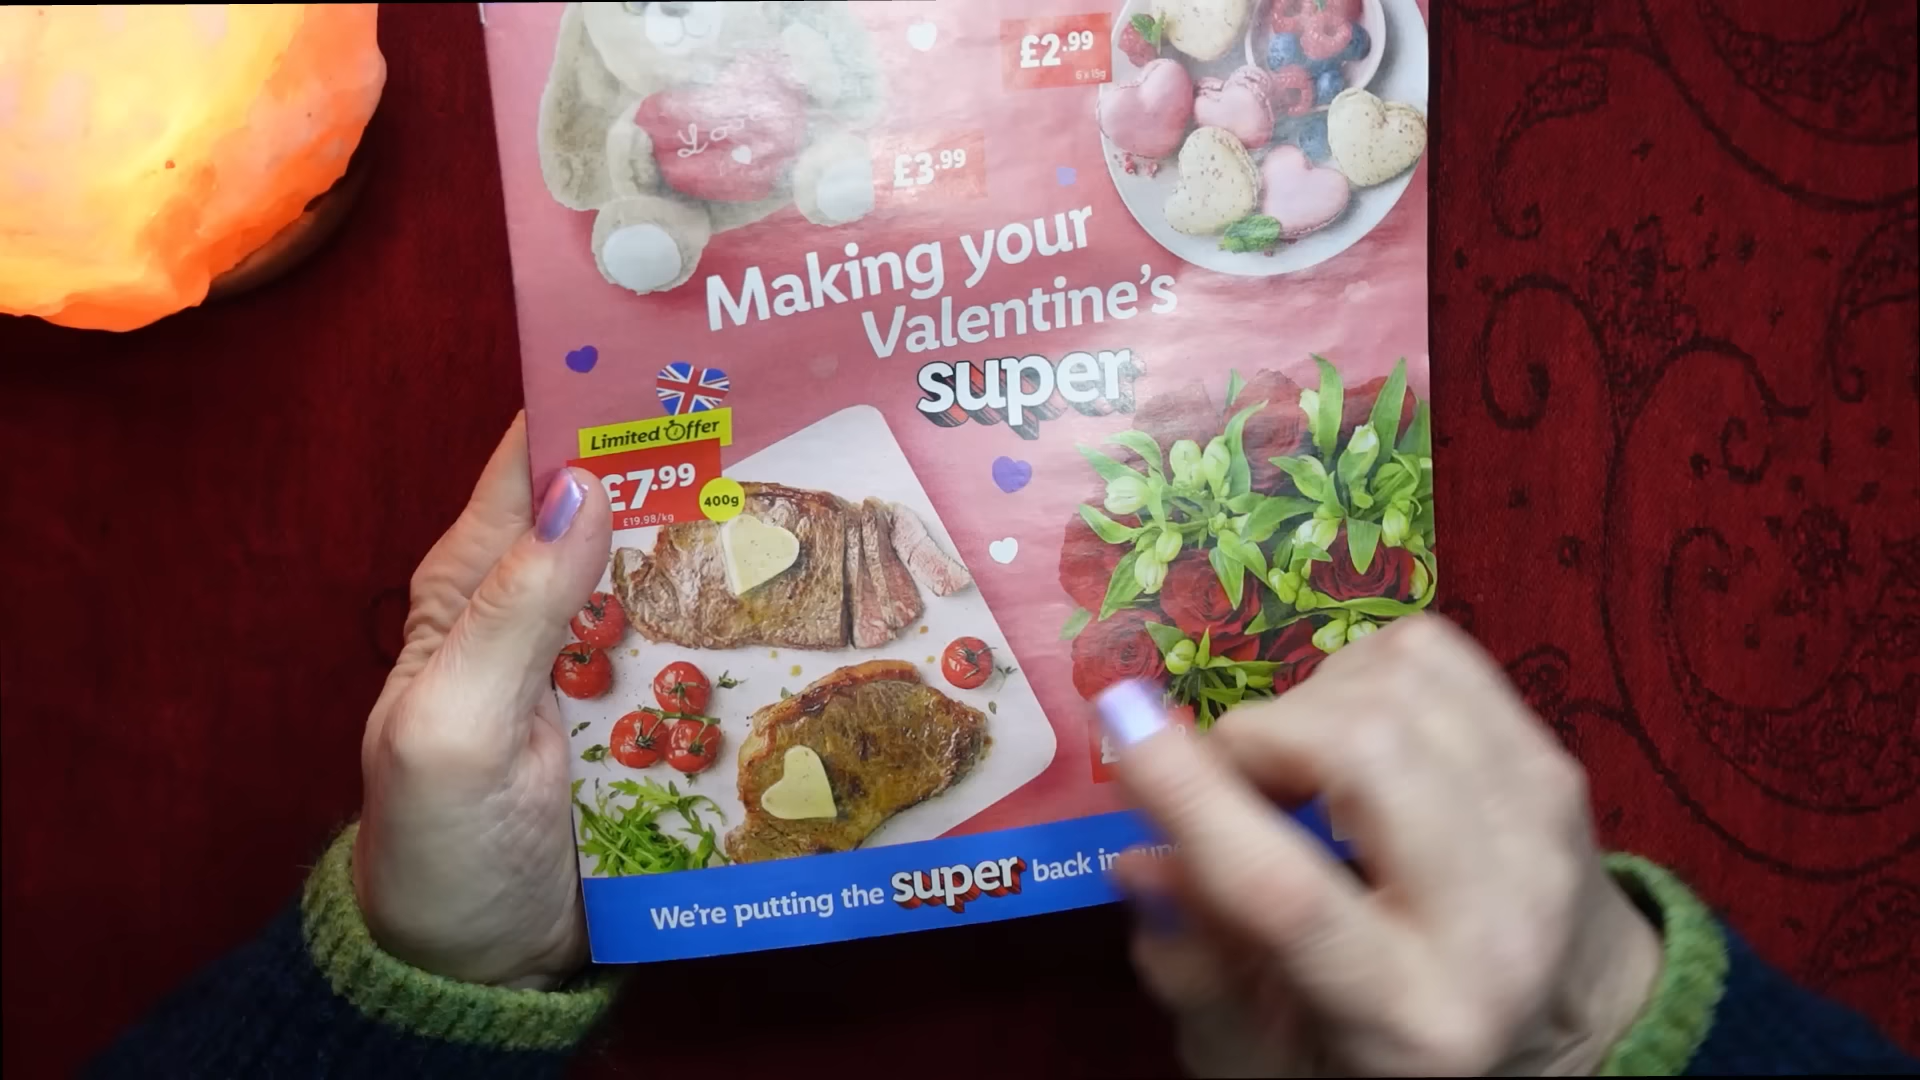 £2.99
6 x 15g
Love
£3.99
Making your
Valentine's
super
Limited Offer
£7.99
400g
£19.98/kg
£
We're putting the super back in